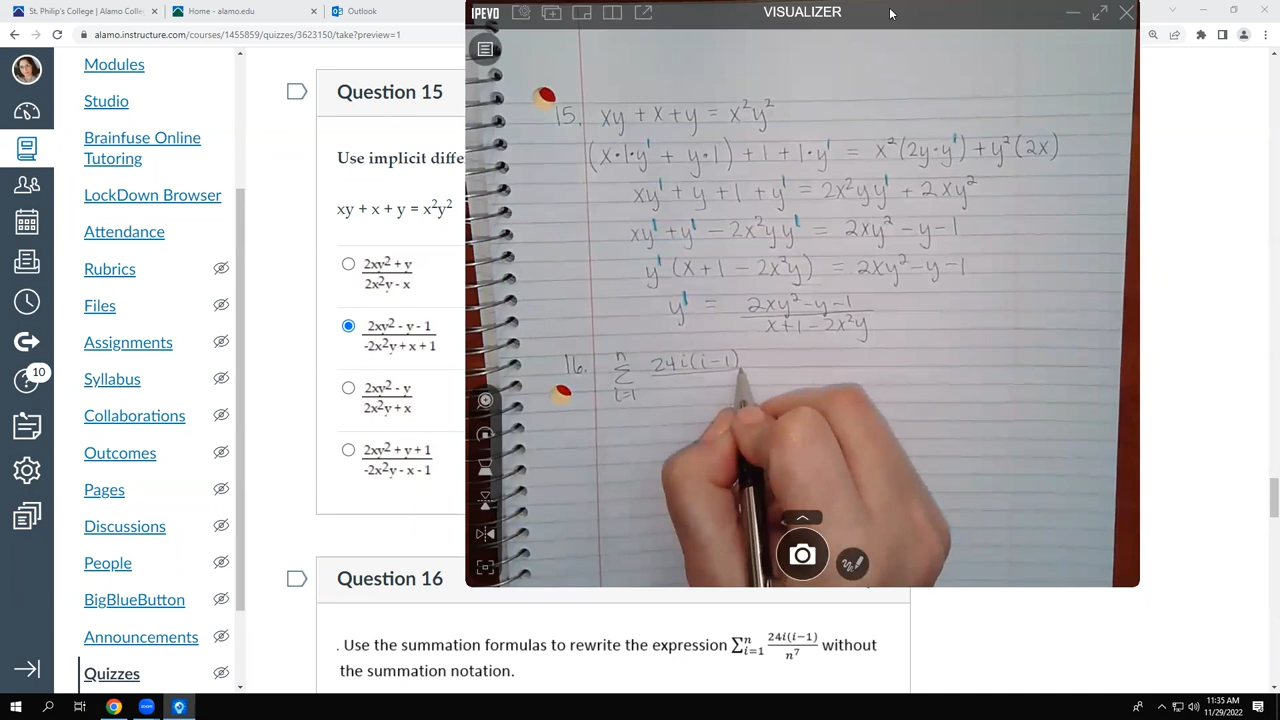 St. Philip's College | Alamo Colle
Home - alamo.edu
Outlook
alamo.instructure.com/courses/1455859/quizzes/3623150/take?preview=1
IPEVO
VISUALIZER
Modules
Studio
Brainfuse Online
Tutoring
LockDown Browser
Attendance
Rubrics
Files
Assignments
Syllabus
Collaborations
Outcomes
Pages
Discussions
People
BigBlueButton
Announcements
Quizzes
10
Question 15
Use implicit diffe
xy + x + y = x²y²
2xy² + y
2x²y - x
2xy² - y - 1
-2x²y + x + 1
2xy² - y
2x²y + x
2xy² + y + 1
-2x²y - x - 1
15. xy + x + y = x²y²
(x·1·y' + y·1) + 1 + 1·y' = x²(2y·y') + y²(2x)
xy' + y + 1 + y' = 2x²yy' + 2xy²
xy' + y' - 2x²yy' = 2xy² - y - 1
y'(x + 1 - 2x²y) = 2xy² - y - 1
y' = 2xy² - y - 1
x + 1 - 2x²y
16. n
Σ 24i(i-1)
i=1
Question 16
. Use the summation formulas to rewrite the expression ∑ⁿᵢ₌₁ 24i(i−1)/n⁷ without
the summation notation.
11:35 AM
11/29/2022